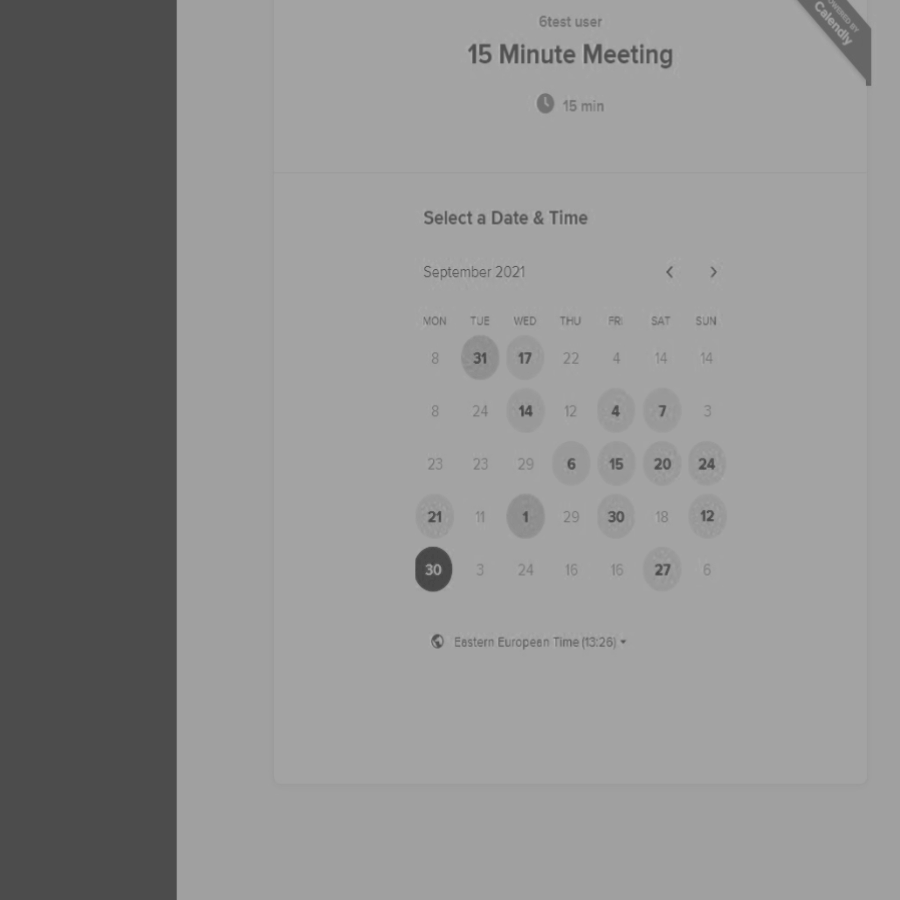 POWERED BY
Calendly
6test user
15 Minute Meeting
15 min
Select a Date & Time
September 2021
MON TUE WED THU FRI SAT SUN
8 31 17 22 4 14 14
8 24 14 12 4 7 3
23 23 29 6 15 20 24
21 11 1 29 30 18 12
30 3 24 16 16 27 6
Eastern European Time (13:26)